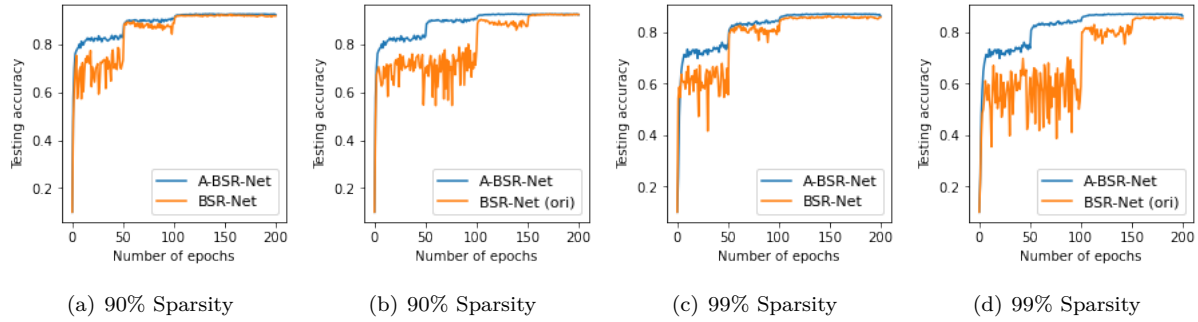 Testing accuracy
0.8
0.6
0.4
0.2
A-BSR-Net
BSR-Net
0 50 100 150 200
Number of epochs
(a) 90% Sparsity
Testing accuracy
0.8
0.6
0.4
0.2
A-BSR-Net
BSR-Net (ori)
0 50 100 150 200
Number of epochs
(b) 90% Sparsity
Testing accuracy
0.8
0.6
0.4
0.2
A-BSR-Net
BSR-Net
0 50 100 150 200
Number of epochs
(c) 99% Sparsity
Testing accuracy
0.8
0.6
0.4
0.2
A-BSR-Net
BSR-Net (ori)
0 50 100 150 200
Number of epochs
(d) 99% Sparsity